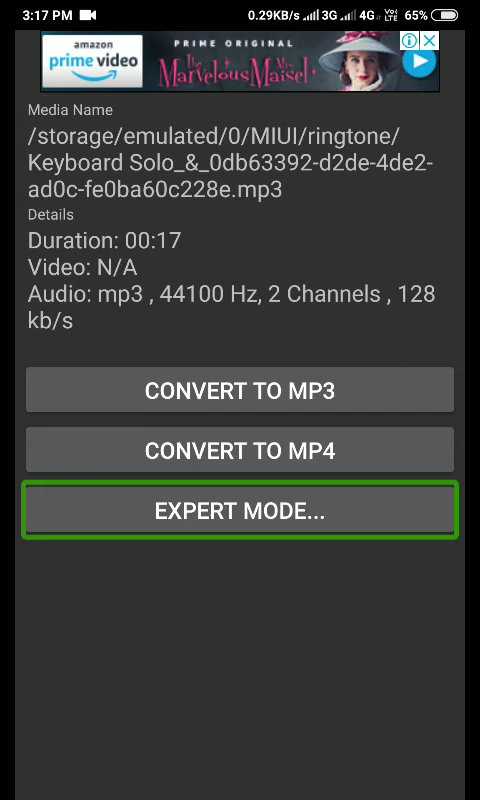 3:17 PM 0.29KB/s 3G 4G Vo LTE 65%
amazon
prime video
PRIME ORIGINAL
The Marvelous Mrs Maisel
Media Name
/storage/emulated/0/MIUI/ringtone/
Keyboard Solo_&_0db63392-d2de-4de2-
ad0c-fe0ba60c228e.mp3
Details
Duration: 00:17
Video: N/A
Audio: mp3 , 44100 Hz, 2 Channels , 128
kb/s
CONVERT TO MP3
CONVERT TO MP4
EXPERT MODE...